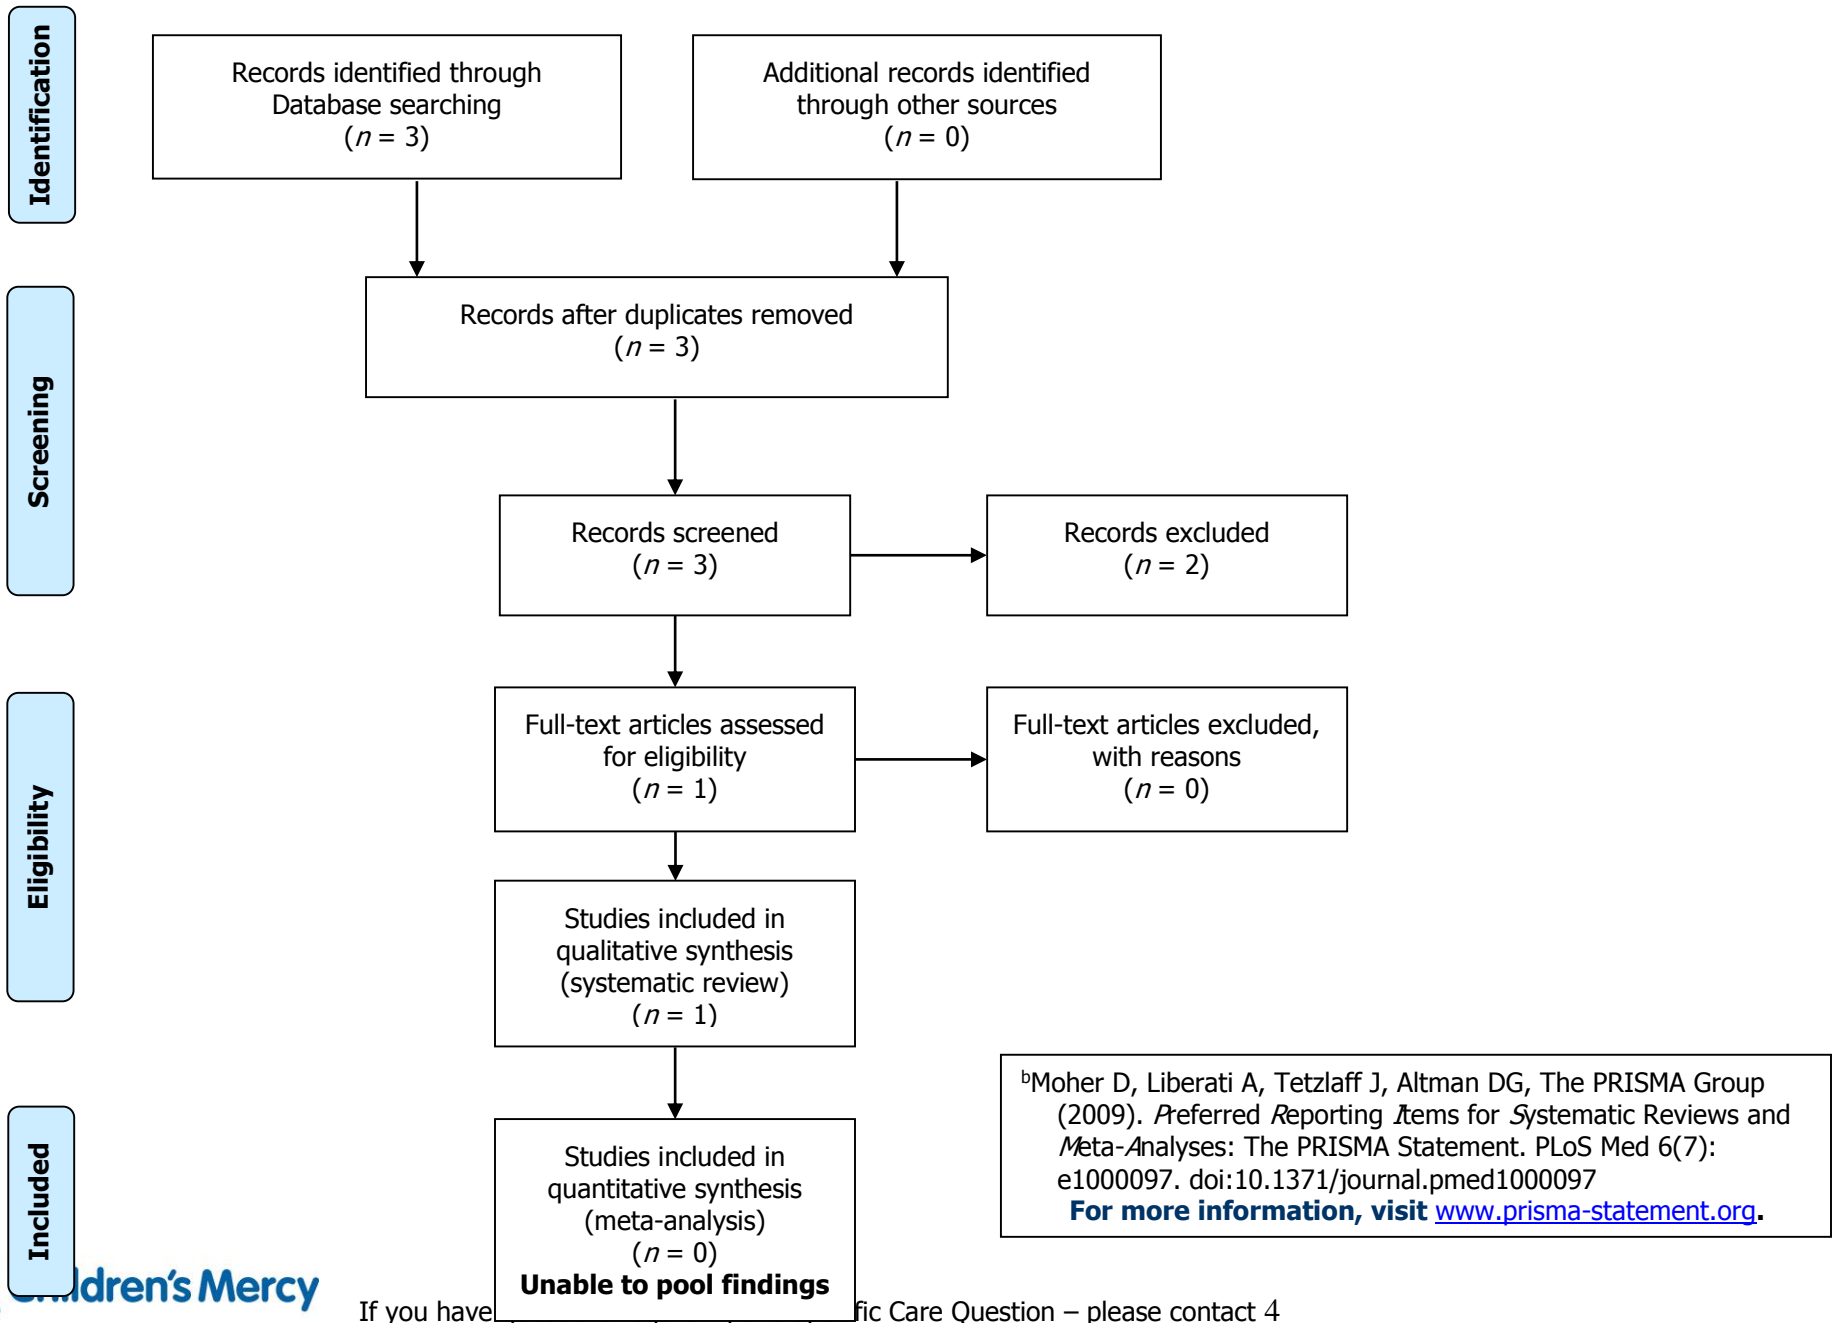 Identification
Records identified through
Database searching
(n = 3)
Additional records identified
through other sources
(n = 0)
Screening
Records after duplicates removed
(n = 3)
Records screened
(n = 3)
Records excluded
(n = 2)
Eligibility
Full-text articles assessed
for eligibility
(n = 1)
Full-text articles excluded,
with reasons
(n = 0)
Studies included in
qualitative synthesis
(systematic review)
(n = 1)
Included
Studies included in
quantitative synthesis
(meta-analysis)
(n = 0)
Unable to pool findings
ᵇMoher D, Liberati A, Tetzlaff J, Altman DG, The PRISMA Group
(2009). Preferred Reporting Items for Systematic Reviews and
Meta-Analyses: The PRISMA Statement. PLoS Med 6(7):
e1000097. doi:10.1371/journal.pmed1000097
For more information, visit www.prisma-statement.org.
Mercy
If you have Care Question – please contact 4